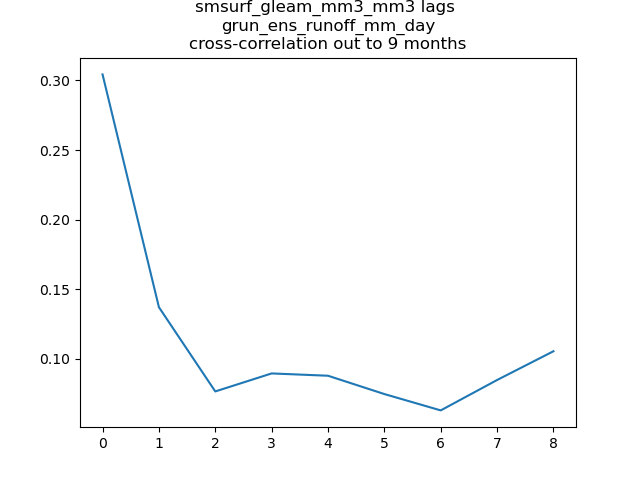 smsurf_gleam_mm3_mm3 lags
grun_ens_runoff_mm_day
cross-correlation out to 9 months
0.30
0.25
0.20
0.15
0.10
0 1 2 3 4 5 6 7 8